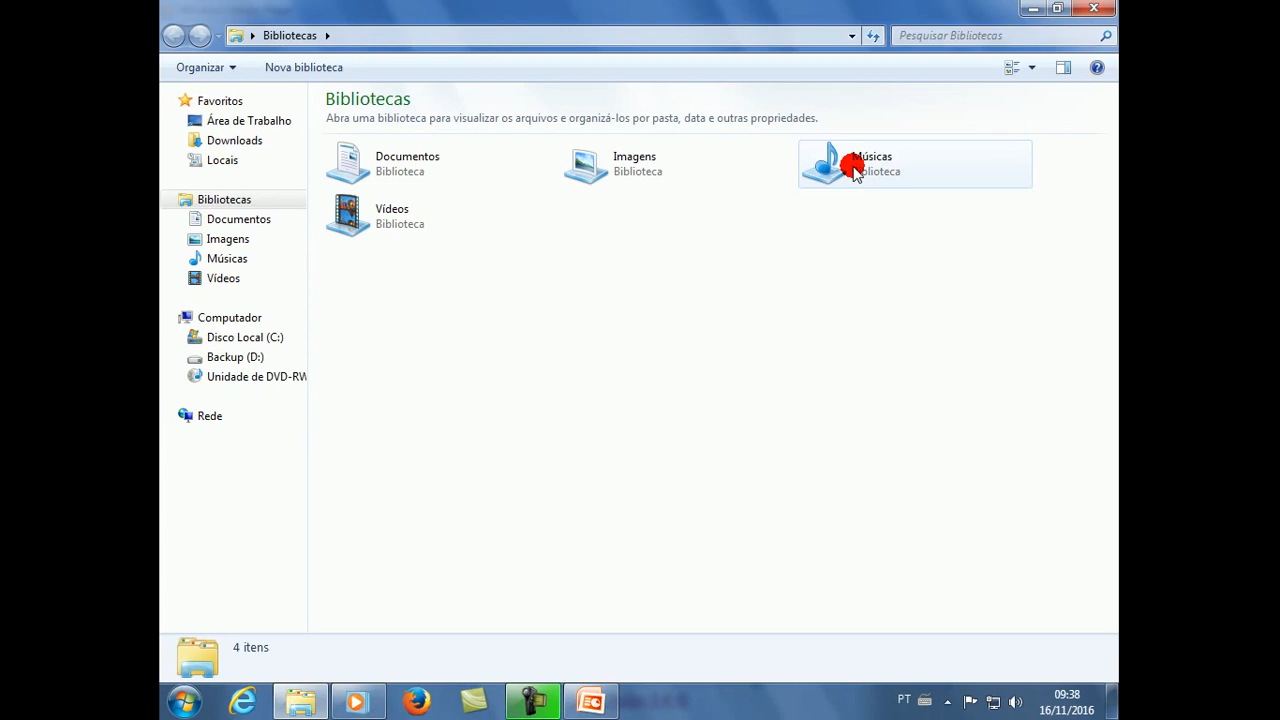 Bibliotecas
Pesquisar Bibliotecas
Organizar
Nova biblioteca
Favoritos
Área de Trabalho
Downloads
Locais
Bibliotecas
Documentos
Imagens
Músicas
Vídeos
Computador
Disco Local (C:)
Backup (D:)
Unidade de DVD-RW
Rede
Bibliotecas
Abra uma biblioteca para visualizar os arquivos e organizá-los por pasta, data e outras propriedades.
Documentos
Biblioteca
Imagens
Biblioteca
Músicas
Biblioteca
Vídeos
Biblioteca
4 itens
PT
09:38
16/11/2016